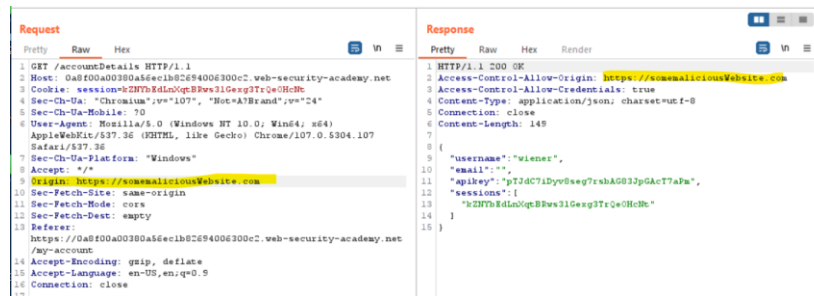 Request
Response
Pretty Raw Hex
\n
Pretty Raw Hex Render
\n
1 GET /accountDetails HTTP/1.1
2 Host: 0a8f00a00380a56ec1b82694006300c2.web-security-academy.net
3 Cookie: session=kZNYbEdLnXqtBRws3lGexg3TrQe0HcNt
4 Sec-Ch-Ua: "Chromium";v="107", "Not=A?Brand";v="24"
5 Sec-Ch-Ua-Mobile: ?0
6 User-Agent: Mozilla/5.0 (Windows NT 10.0; Win64; x64)
AppleWebKit/537.36 (KHTML, like Gecko) Chrome/107.0.5304.107
Safari/537.36
7 Sec-Ch-Ua-Platform: "Windows"
8 Accept: */*
9 Origin: https://somemaliciousWebsite.com
10 Sec-Fetch-Site: same-origin
11 Sec-Fetch-Mode: cors
12 Sec-Fetch-Dest: empty
13 Referer:
https://0a8f00a00380a56ec1b82694006300c2.web-security-academy.net
/my-account
14 Accept-Encoding: gzip, deflate
15 Accept-Language: en-US,en;q=0.9
16 Connection: close
17
1 HTTP/1.1 200 OK
2 Access-Control-Allow-Origin: https://somemaliciousWebsite.com
3 Access-Control-Allow-Credentials: true
4 Content-Type: application/json; charset=utf-8
5 Connection: close
6 Content-Length: 149
7
8 {
9 "username":"wiener",
10 "email":"",
11 "apikey":"pTJdC7iDyv8seg7rsbAG83JpGAcT7aPm",
12 "sessions":[
13 "kZNYbEdLnXqtBRws3lGexg3TrQe0HcNt"
14 ]
15 }